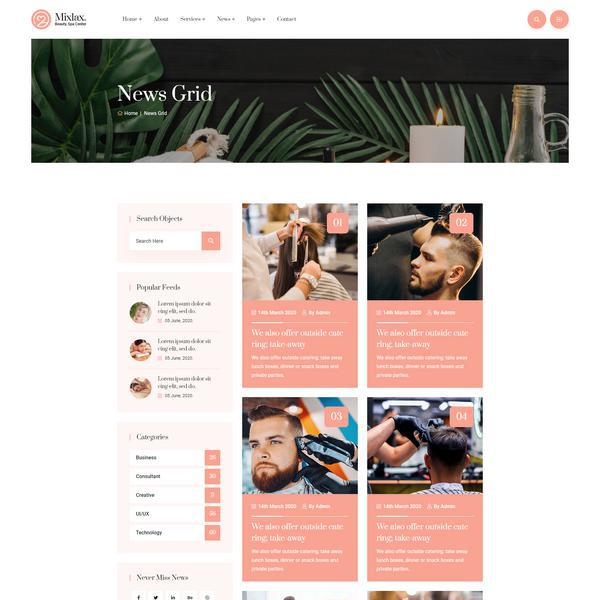 Mixlax.
Beauty, Spa Center
Home +
About
Services +
News +
Pages +
Contact
News Grid
Home | News Grid
Search Objects
Search Here
Popular Feeds
Lorem ipsum dolor sit
cing elit, sed do.
05 June, 2020
Lorem ipsum dolor sit
cing elit, sed do.
05 June, 2020
Lorem ipsum dolor sit
cing elit, sed do.
05 June, 2020
Categories
Business
Consultant
Creative
UI/UX
Technology
Never Miss News
01
14th March 2020 By Admin
We also offer outside cate
ring; take-away
We also offer outside catering; take away
lunch boxes, dinner or snack boxes and
private parties.
02
14th March 2020 By Admin
We also offer outside cate
ring; take-away
We also offer outside catering; take away
lunch boxes, dinner or snack boxes and
private parties.
03
14th March 2020 By Admin
We also offer outside cate
ring; take-away
We also offer outside catering; take away
lunch boxes, dinner or snack boxes and
private parties.
04
14th March 2020 By Admin
We also offer outside cate
ring; take-away
We also offer outside catering; take away
lunch boxes, dinner or snack boxes and
private parties.